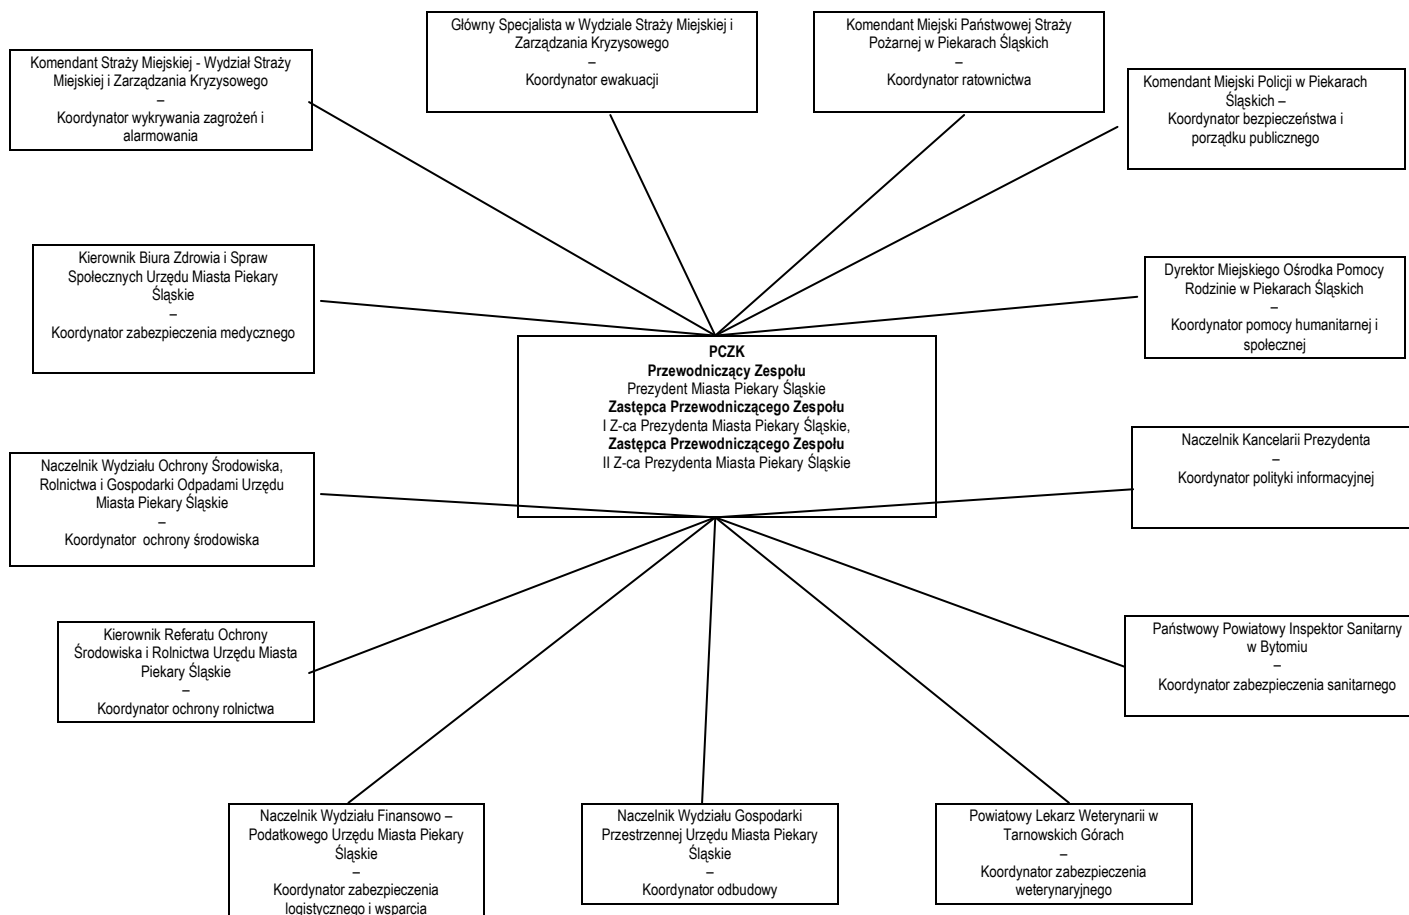 Główny Specjalista w Wydziale Straży Miejskiej i
Zarządzania Kryzysowego
–
Koordynator ewakuacji
Komendant Miejski Państwowej Straży
Pożarnej w Piekarach Śląskich
–
Koordynator ratownictwa
Komendant Straży Miejskiej - Wydział Straży
Miejskiej i Zarządzania Kryzysowego
–
Koordynator wykrywania zagrożeń i
alarmowania
Komendant Miejski Policji w Piekarach
Śląskich –
Koordynator bezpieczeństwa i
porządku publicznego
Kierownik Biura Zdrowia i Spraw
Społecznych Urzędu Miasta Piekary
Śląskie
–
Koordynator zabezpieczenia medycznego
Dyrektor Miejskiego Ośrodka Pomocy
Rodzinie w Piekarach Śląskich
–
Koordynator pomocy humanitarnej i
społecznej
PCZK
Przewodniczący Zespołu
Prezydent Miasta Piekary Śląskie
Zastępca Przewodniczącego Zespołu
I Z-ca Prezydenta Miasta Piekary Śląskie,
Zastępca Przewodniczącego Zespołu
II Z-ca Prezydenta Miasta Piekary Śląskie
Naczelnik Wydziału Ochrony Środowiska,
Rolnictwa i Gospodarki Odpadami Urzędu
Miasta Piekary Śląskie
–
Koordynator ochrony środowiska
Naczelnik Kancelarii Prezydenta
–
Koordynator polityki informacyjnej
Kierownik Referatu Ochrony
Środowiska i Rolnictwa Urzędu Miasta
Piekary Śląskie
–
Koordynator ochrony rolnictwa
Państwowy Powiatowy Inspektor Sanitarny
w Bytomiu
–
Koordynator zabezpieczenia sanitarnego
Naczelnik Wydziału Finansowo –
Podatkowego Urzędu Miasta Piekary
Śląskie
–
Koordynator zabezpieczenia
logistycznego i wsparcia
Naczelnik Wydziału Gospodarki
Przestrzennej Urzędu Miasta Piekary
Śląskie
–
Koordynator odbudowy
Powiatowy Lekarz Weterynarii w
Tarnowskich Górach
–
Koordynator zabezpieczenia
weterynaryjnego